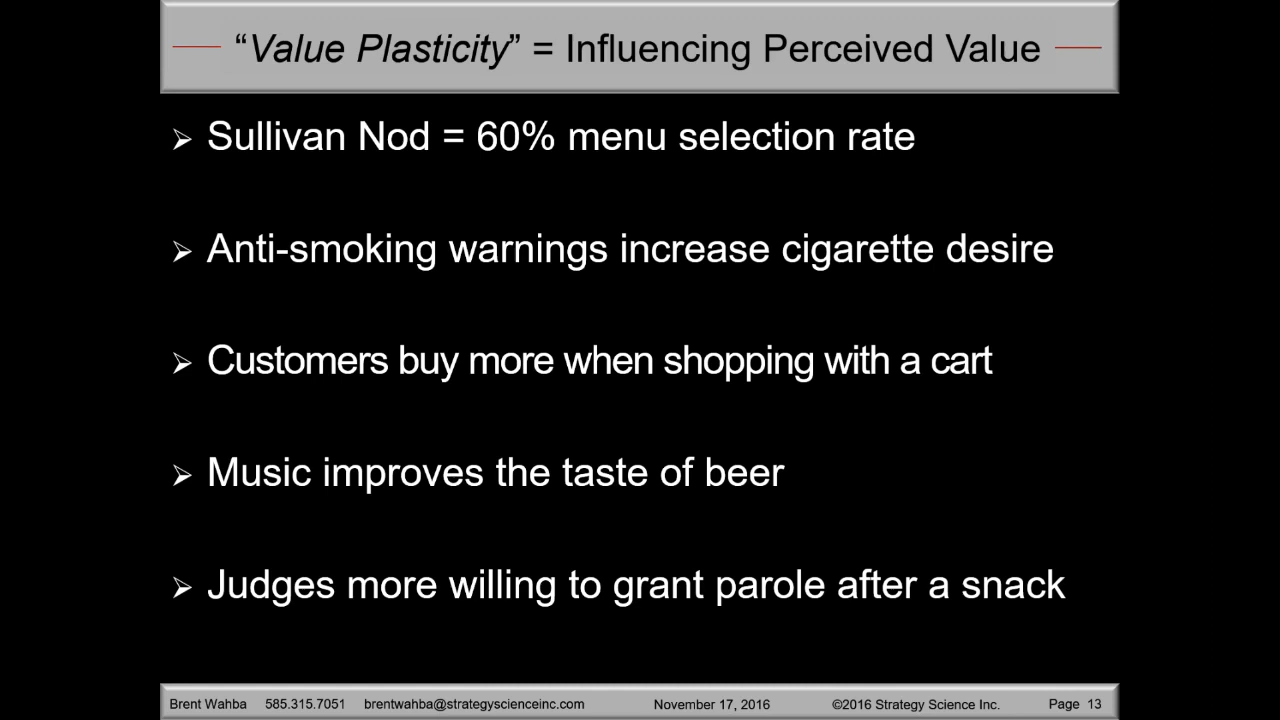 “Value Plasticity” = Influencing Perceived Value
Sullivan Nod = 60% menu selection rate
Anti-smoking warnings increase cigarette desire
Customers buy more when shopping with a cart
Music improves the taste of beer
Judges more willing to grant parole after a snack
Brent Wahba 585.315.7051 brentwahba@strategyscienceinc.com November 17, 2016 ©2016 Strategy Science Inc. Page 13